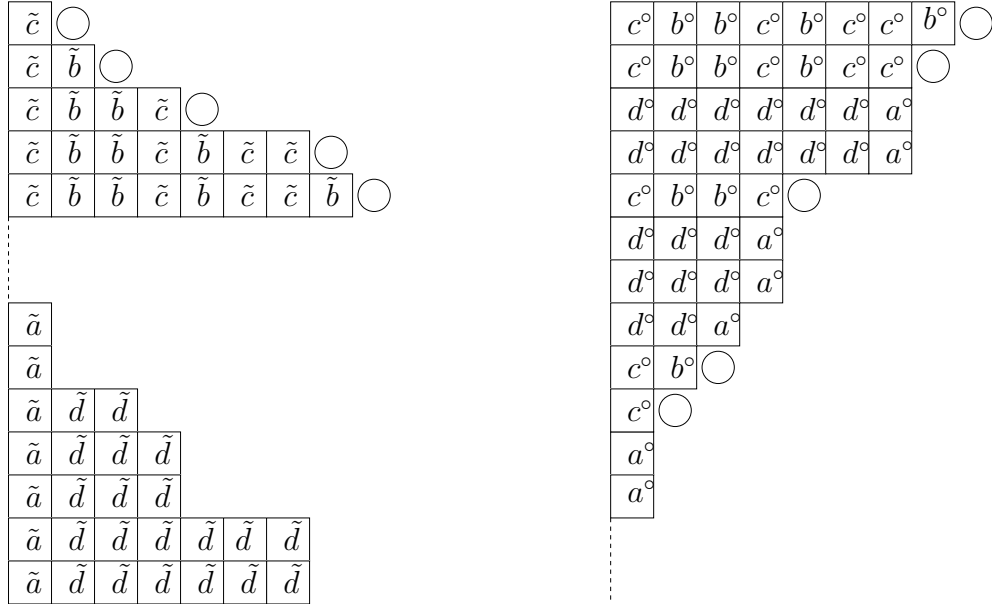 c̃
c̃ b̃
c̃ b̃ b̃ c̃
c̃ b̃ b̃ c̃ b̃ c̃ c̃
c̃ b̃ b̃ c̃ b̃ c̃ c̃ b̃
ã
ã
ã d̃ d̃
ã d̃ d̃ d̃
ã d̃ d̃ d̃
ã d̃ d̃ d̃ d̃ d̃ d̃
ã d̃ d̃ d̃ d̃ d̃ d̃
c° b° b° c° b° c° c° b°
c° b° b° c° b° c° c°
d° d° d° d° d° d° a°
d° d° d° d° d° d° a°
c° b° b° c°
d° d° d° a°
d° d° d° a°
d° d° a°
c° b°
c°
a°
a°